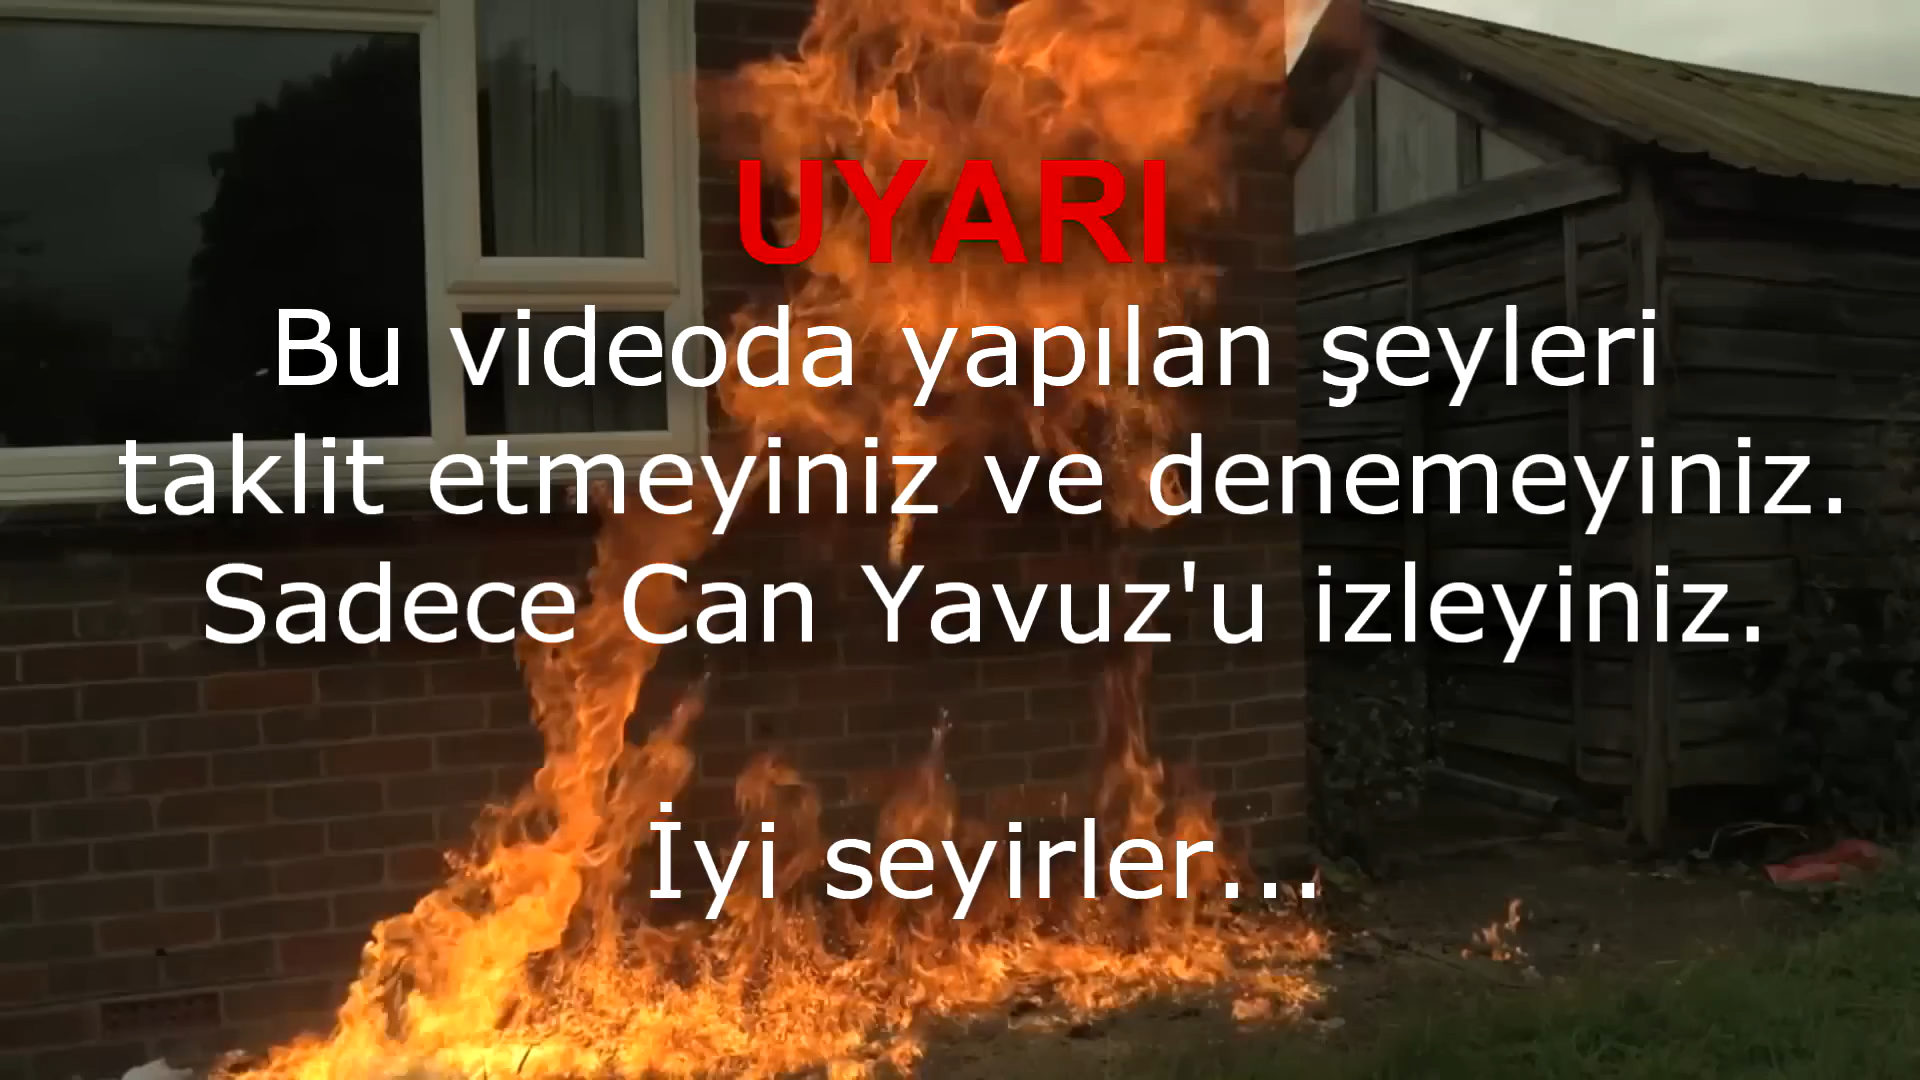 UYARI
Bu videoda yapılan şeyleri
taklit etmeyiniz ve denemeyiniz.
Sadece Can Yavuz'u izleyiniz.
İyi seyirler...